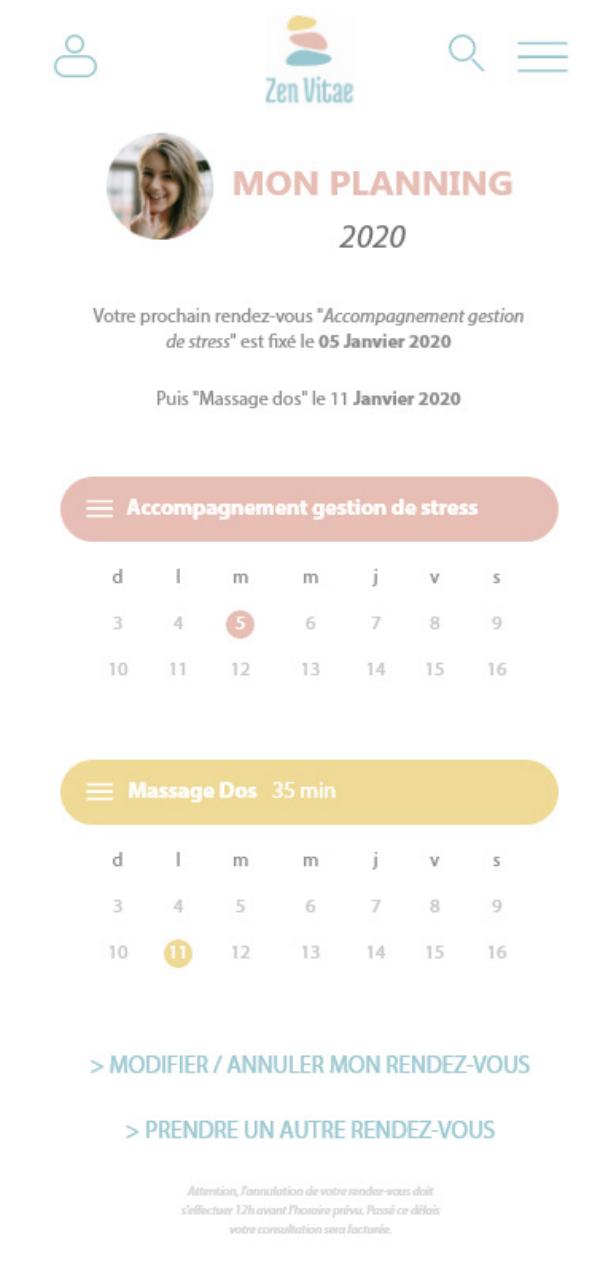 Zen Vitae
MON PLANNING
2020
Votre prochain rendez-vous "Accompagnement gestion
de stress" est fixé le 05 Janvier 2020
Puis "Massage dos" le 11 Janvier 2020
Accompagnement gestion de stress
d l m m j v s
3 4 5 6 7 8 9
10 11 12 13 14 15 16
Massage Dos 35 min
d l m m j v s
3 4 5 6 7 8 9
10 11 12 13 14 15 16
> MODIFIER / ANNULER MON RENDEZ-VOUS
> PRENDRE UN AUTRE RENDEZ-VOUS
Attention, l'annulation de votre rendez-vous doit
s'effectuer 12h avant l'horaire prévu. Passé ce délais
votre consultation sera facturée.